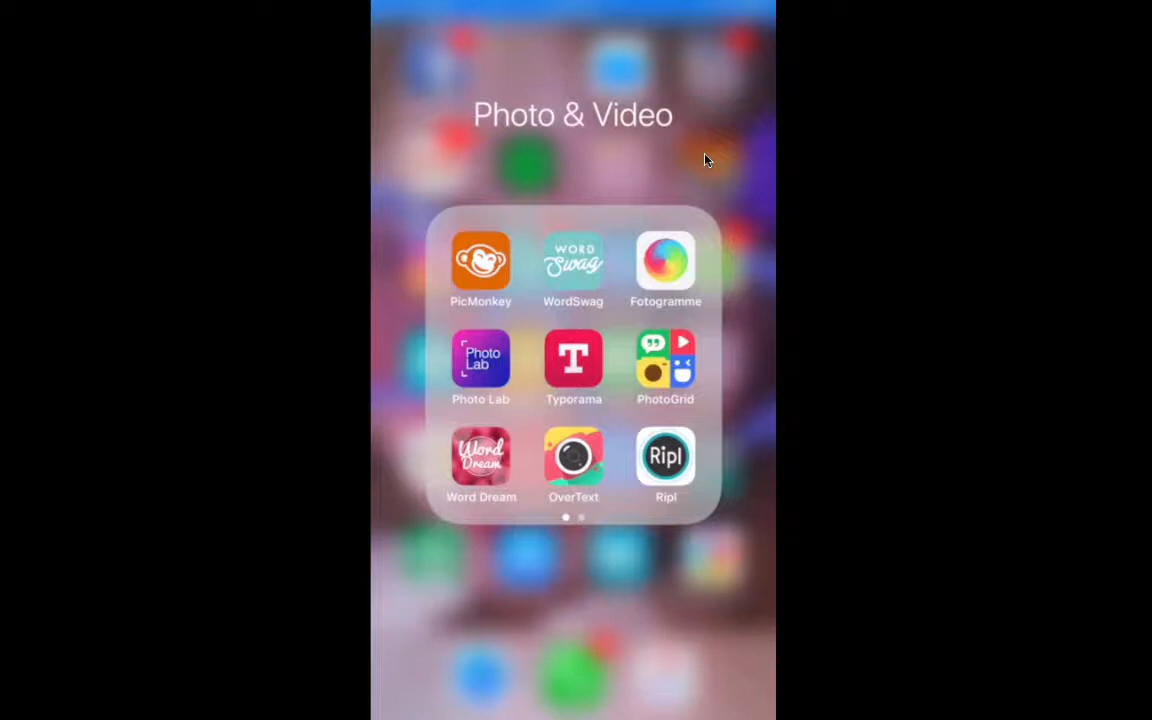 Photo & Video
WORD
Swag
PicMonkey
WordSwag
Fotogramme
Photo
Lab
T
Photo Lab
Typorama
PhotoGrid
Word
Dream
Ripl
Word Dream
OverText
Ripl